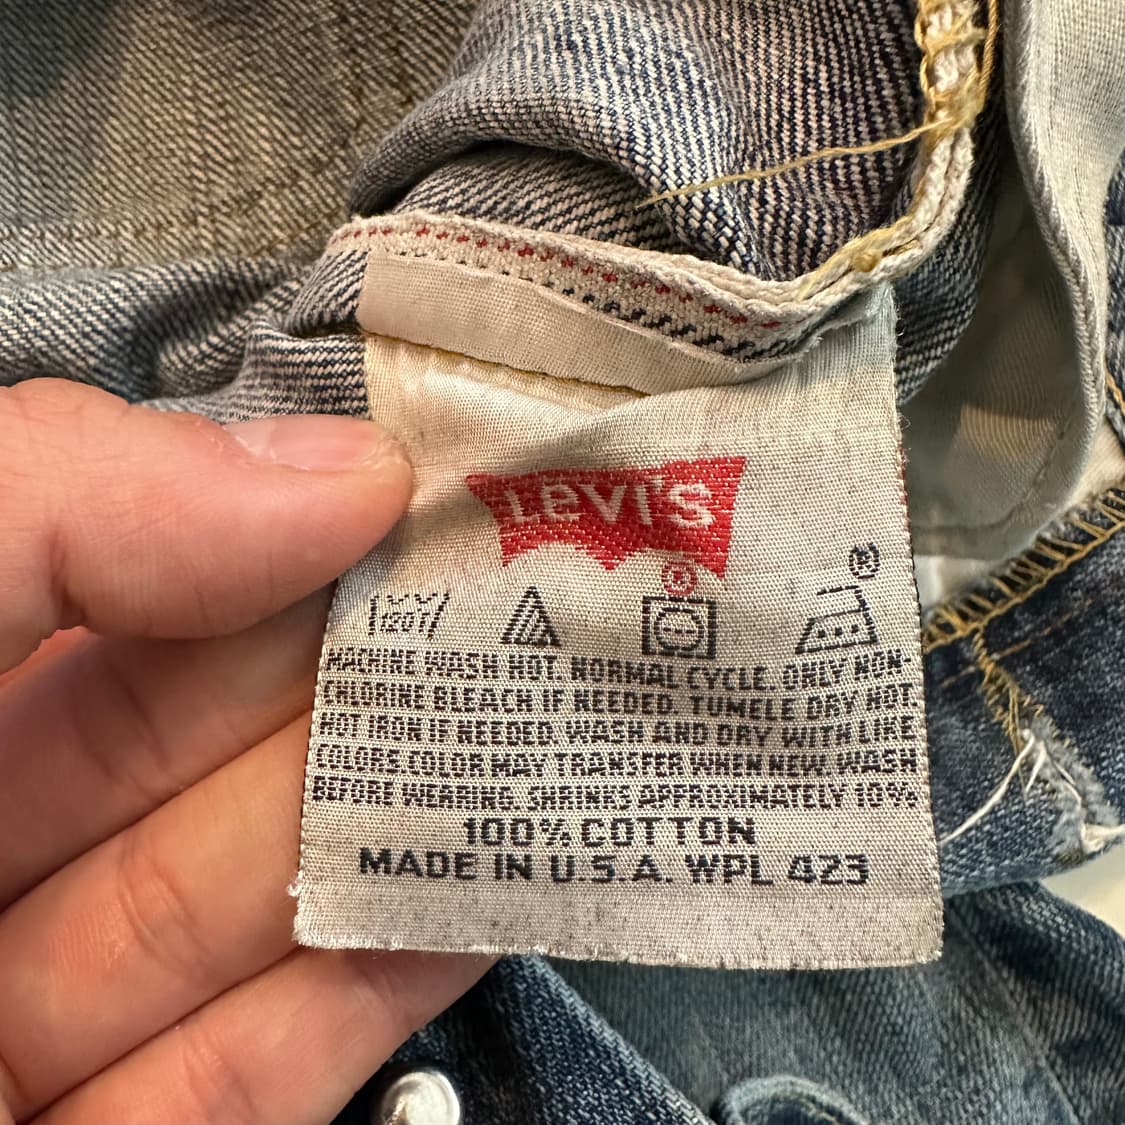 LEVI'S
®
®
120F
MACHINE WASH HOT. NORMAL CYCLE. ONLY NON-
CHLORINE BLEACH IF NEEDED. TUMBLE DRY HOT
HOT IRON IF NEEDED. WASH AND DRY WITH LIKE
COLORS. COLOR MAY TRANSFER WHEN NEW. WASH
BEFORE WEARING. SHRINKS APPROXIMATELY 10%
100% COTTON
MADE IN U.S.A. WPL 423